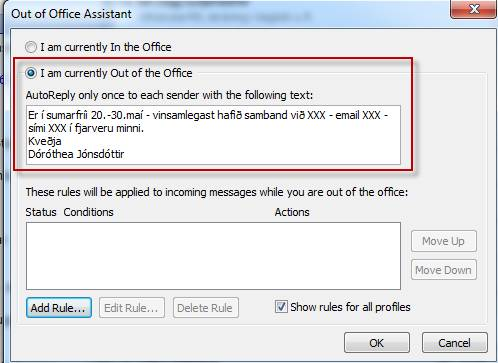 Out of Office Assistant
I am currently In the Office
I am currently Out of the Office
AutoReply only once to each sender with the following text:
Er í sumarfríi 20.-30.maí - vinsamlegast hafið samband við XXX - email XXX -
sími XXX í fjarveru minni.
Kveðja
Dóróthea Jónsdóttir
These rules will be applied to incoming messages while you are out of the office:
Status Conditions Actions
Move Up
Move Down
Add Rule... Edit Rule... Delete Rule Show rules for all profiles
OK Cancel